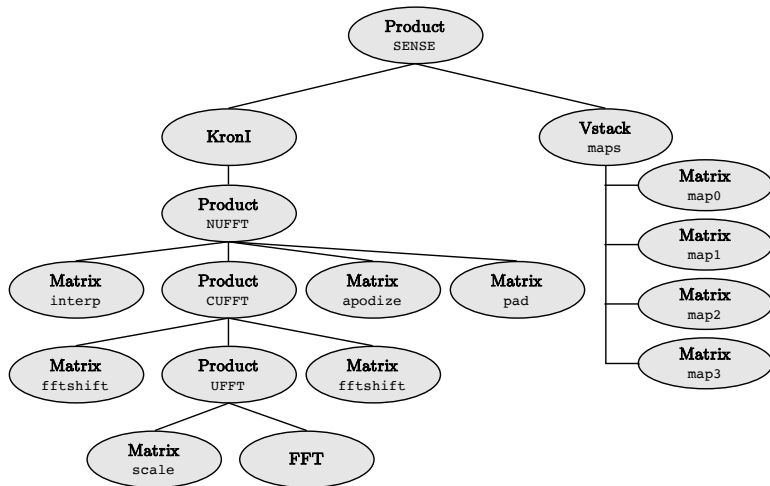 Product
SENSE
KronI
Vstack
maps
Matrix
map0
Product
NUFFT
Matrix
map1
Matrix
interp
Product
CUFFT
Matrix
apodize
Matrix
pad
Matrix
map2
Matrix
fftshift
Product
UFFT
Matrix
fftshift
Matrix
map3
Matrix
scale
FFT